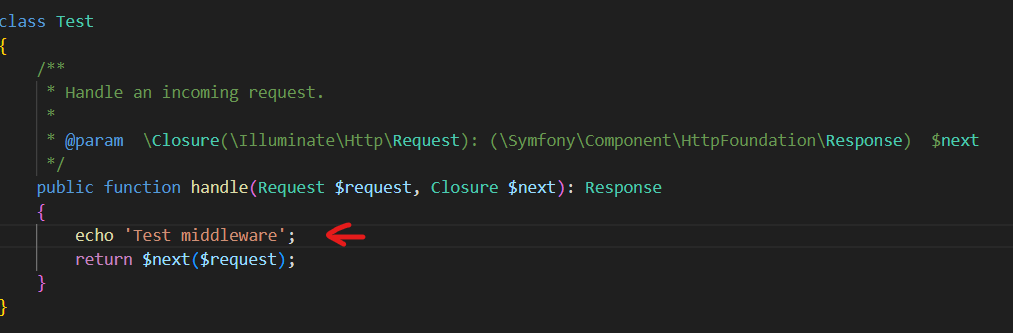 class Test
{
    /**
     * Handle an incoming request.
     *
     * @param  \Closure(\Illuminate\Http\Request): (\Symfony\Component\HttpFoundation\Response)  $next
     */
    public function handle(Request $request, Closure $next): Response
    {
        echo 'Test middleware';
        return $next($request);
    }
}